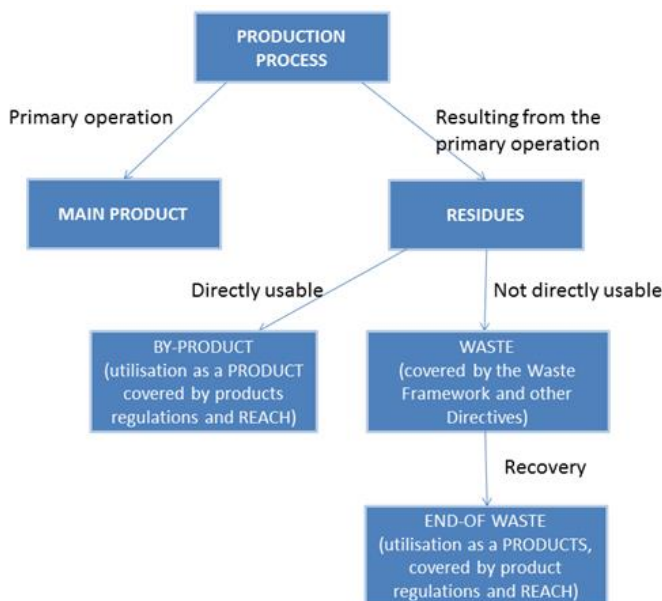 PRODUCTION
PROCESS
Primary operation
Resulting from the
primary operation
MAIN PRODUCT
RESIDUES
Directly usable
Not directly usable
BY-PRODUCT
(utilisation as a PRODUCT
covered by products
regulations and REACH)
WASTE
(covered by the Waste
Framework and other
Directives)
Recovery
END-OF WASTE
(utilisation as a PRODUCTS,
covered by product
regulations and REACH)